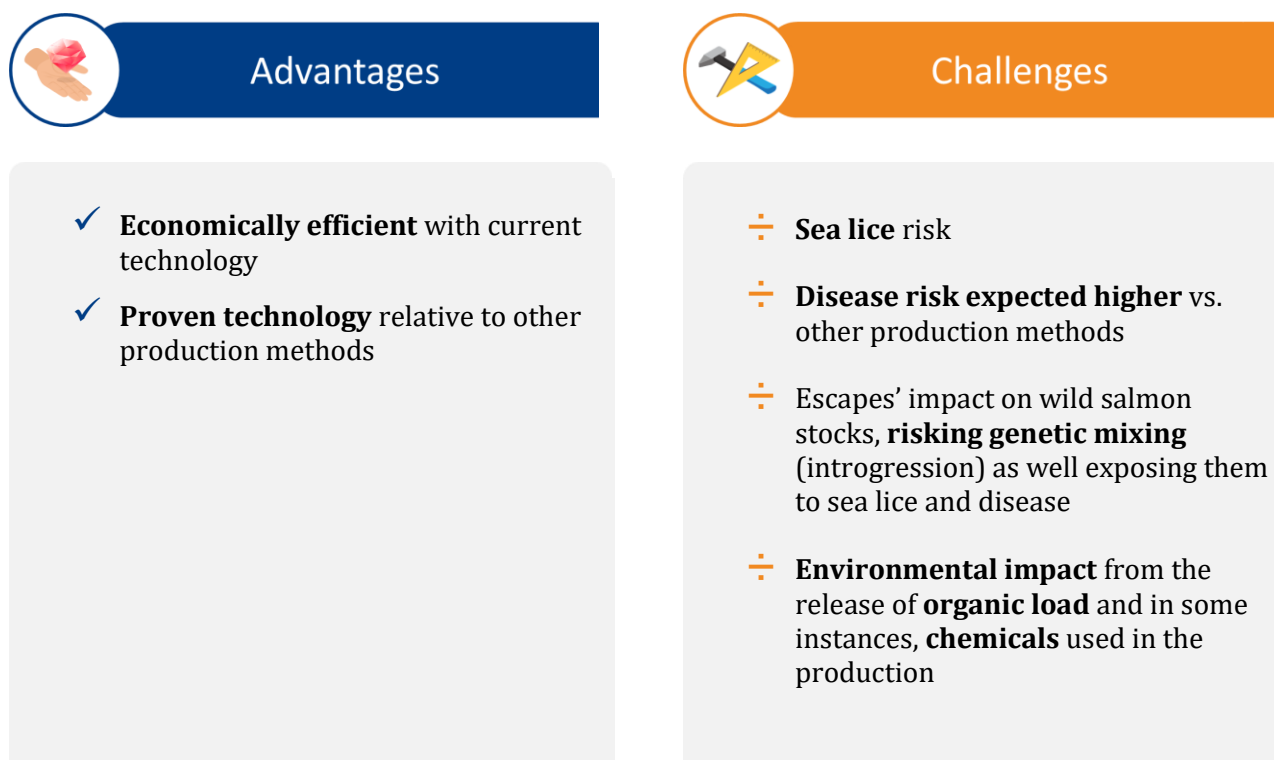 Advantages
Economically efficient with current
technology
Proven technology relative to other
production methods
Challenges
Sea lice risk
Disease risk expected higher vs.
other production methods
Escapes’ impact on wild salmon
stocks, risking genetic mixing
(introgression) as well exposing them
to sea lice and disease
Environmental impact from the
release of organic load and in some
instances, chemicals used in the
production